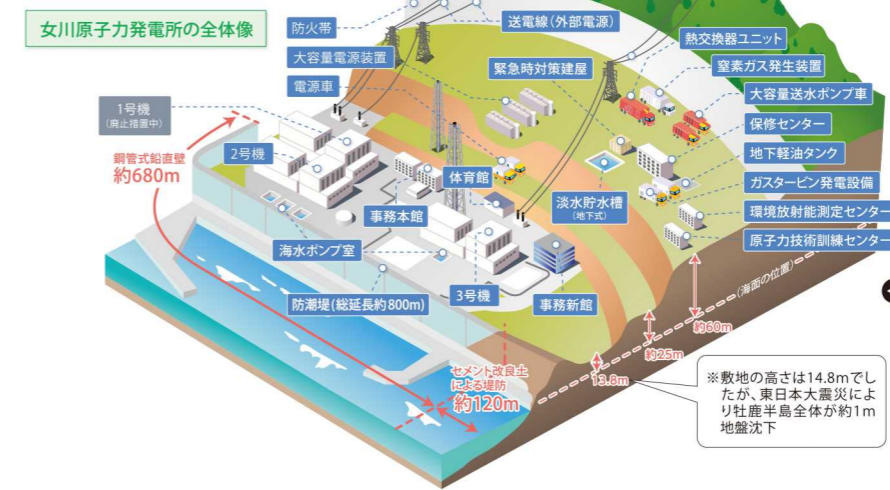 女川原子力発電所の全体像
防火帯
送電線(外部電源)
大容量電源装置
電源車
緊急時対策建屋
熱交換器ユニット
窒素ガス発生装置
大容量送水ポンプ車
保修センター
地下軽油タンク
ガスタービン発電設備
環境放射能測定センター
原子力技術訓練センター
1号機
(廃止措置中)
2号機
鋼管式鉛直壁
約680m
体育館
事務本館
淡水貯水槽
(地下式)
海水ポンプ室
防潮堤(総延長約800m)
3号機
事務新館
(海面の位置)
約60m
約25m
13.8m
セメント改良土
による堤防
約120m
※敷地の高さは14.8mでし
たが、東日本大震災によ
り牡鹿半島全体が約1m
地盤沈下